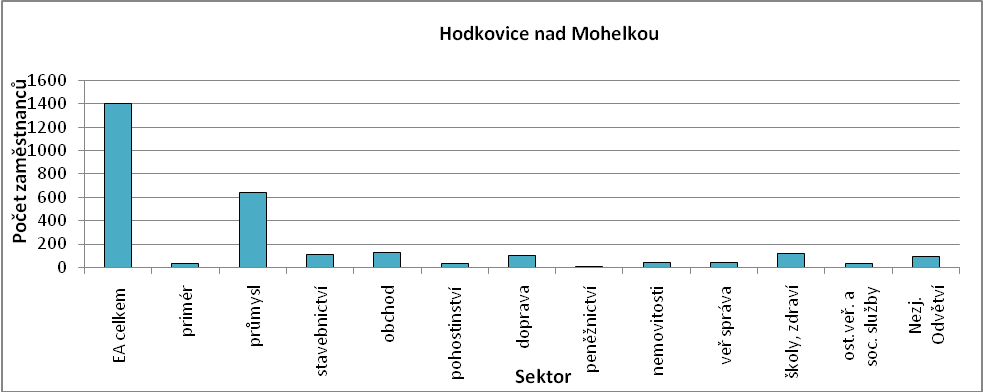 Hodkovice nad Mohelkou
Počet zaměstnanců
1600
1400
1200
1000
800
600
400
200
0
EA celkem
primér
průmysl
stavebnictví
obchod
pohostinství
doprava
peněžnictví
nemovitosti
veř správa
školy, zdraví
ost.veř. a
soc. služby
Nezj.
Odvětví
Sektor